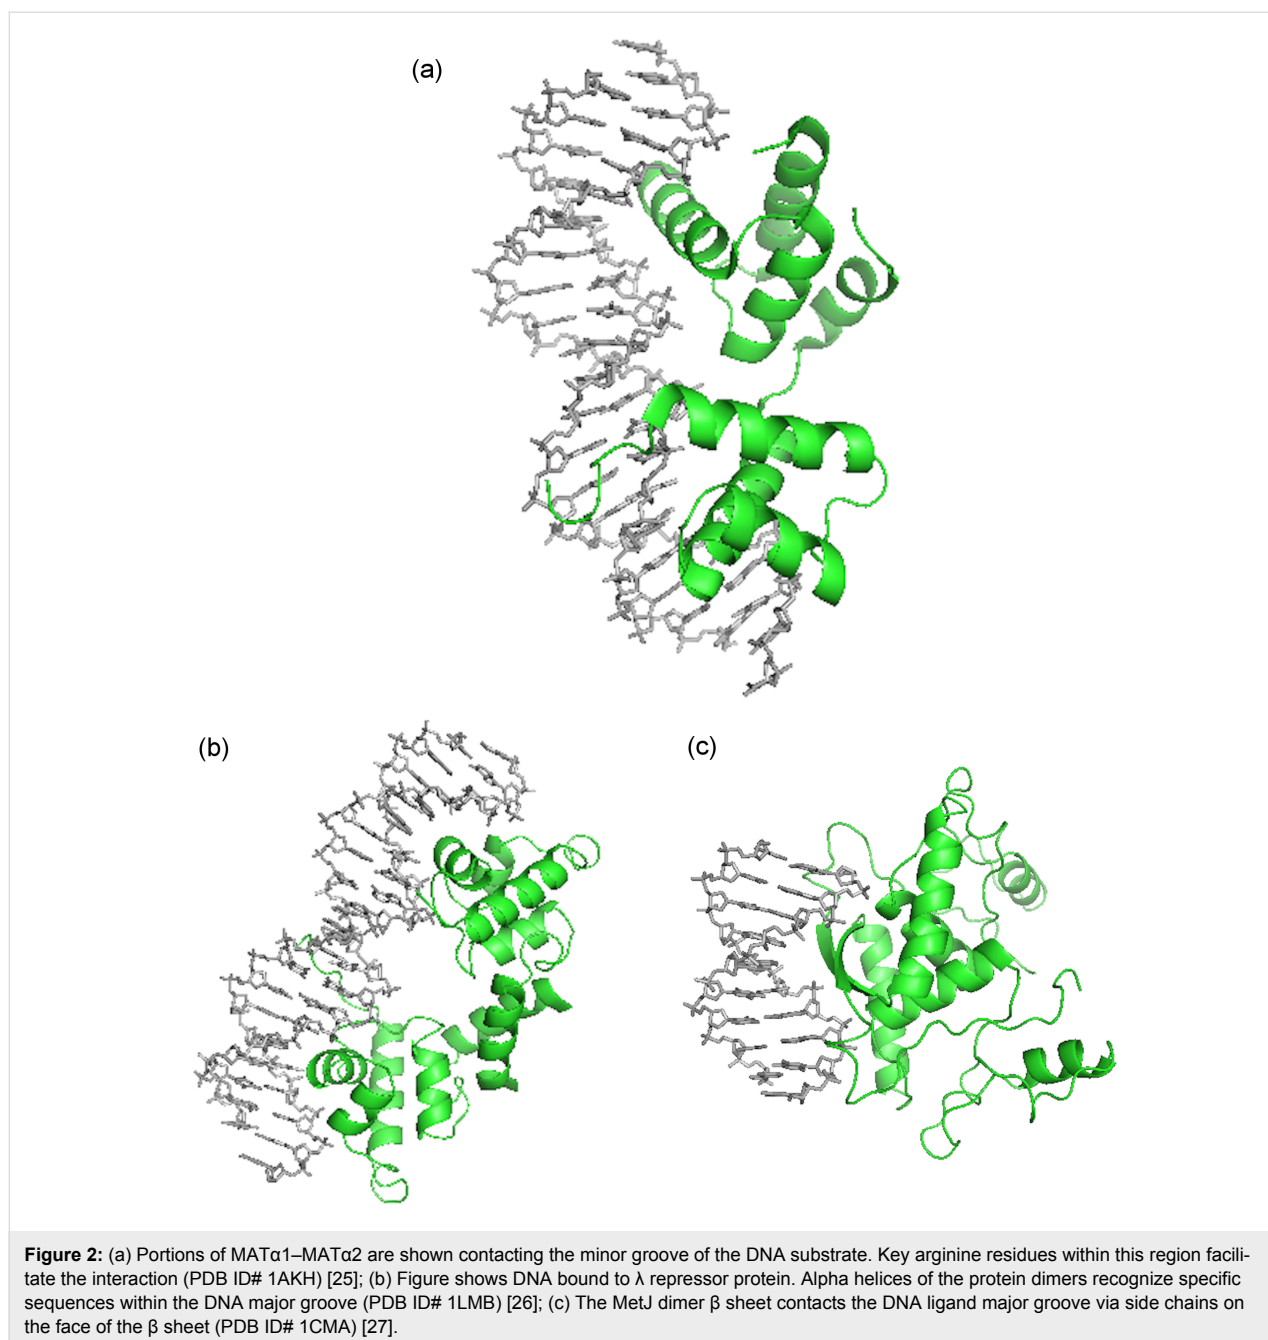 (a)
(b)
(c)
Figure 2: (a) Portions of MATα1–MATα2 are shown contacting the minor groove of the DNA substrate. Key arginine residues within this region facili-
tate the interaction (PDB ID# 1AKH) [25]; (b) Figure shows DNA bound to λ repressor protein. Alpha helices of the protein dimers recognize specific
sequences within the DNA major groove (PDB ID# 1LMB) [26]; (c) The MetJ dimer β sheet contacts the DNA ligand major groove via side chains on
the face of the β sheet (PDB ID# 1CMA) [27].